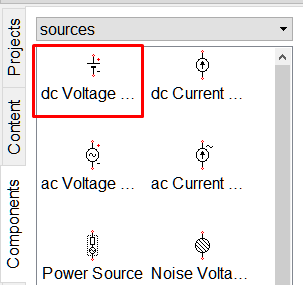 Projects
Content
Components
sources
dc Voltage ...
dc Current ...
ac Voltage ...
ac Current ...
Power Source
Noise Volta...